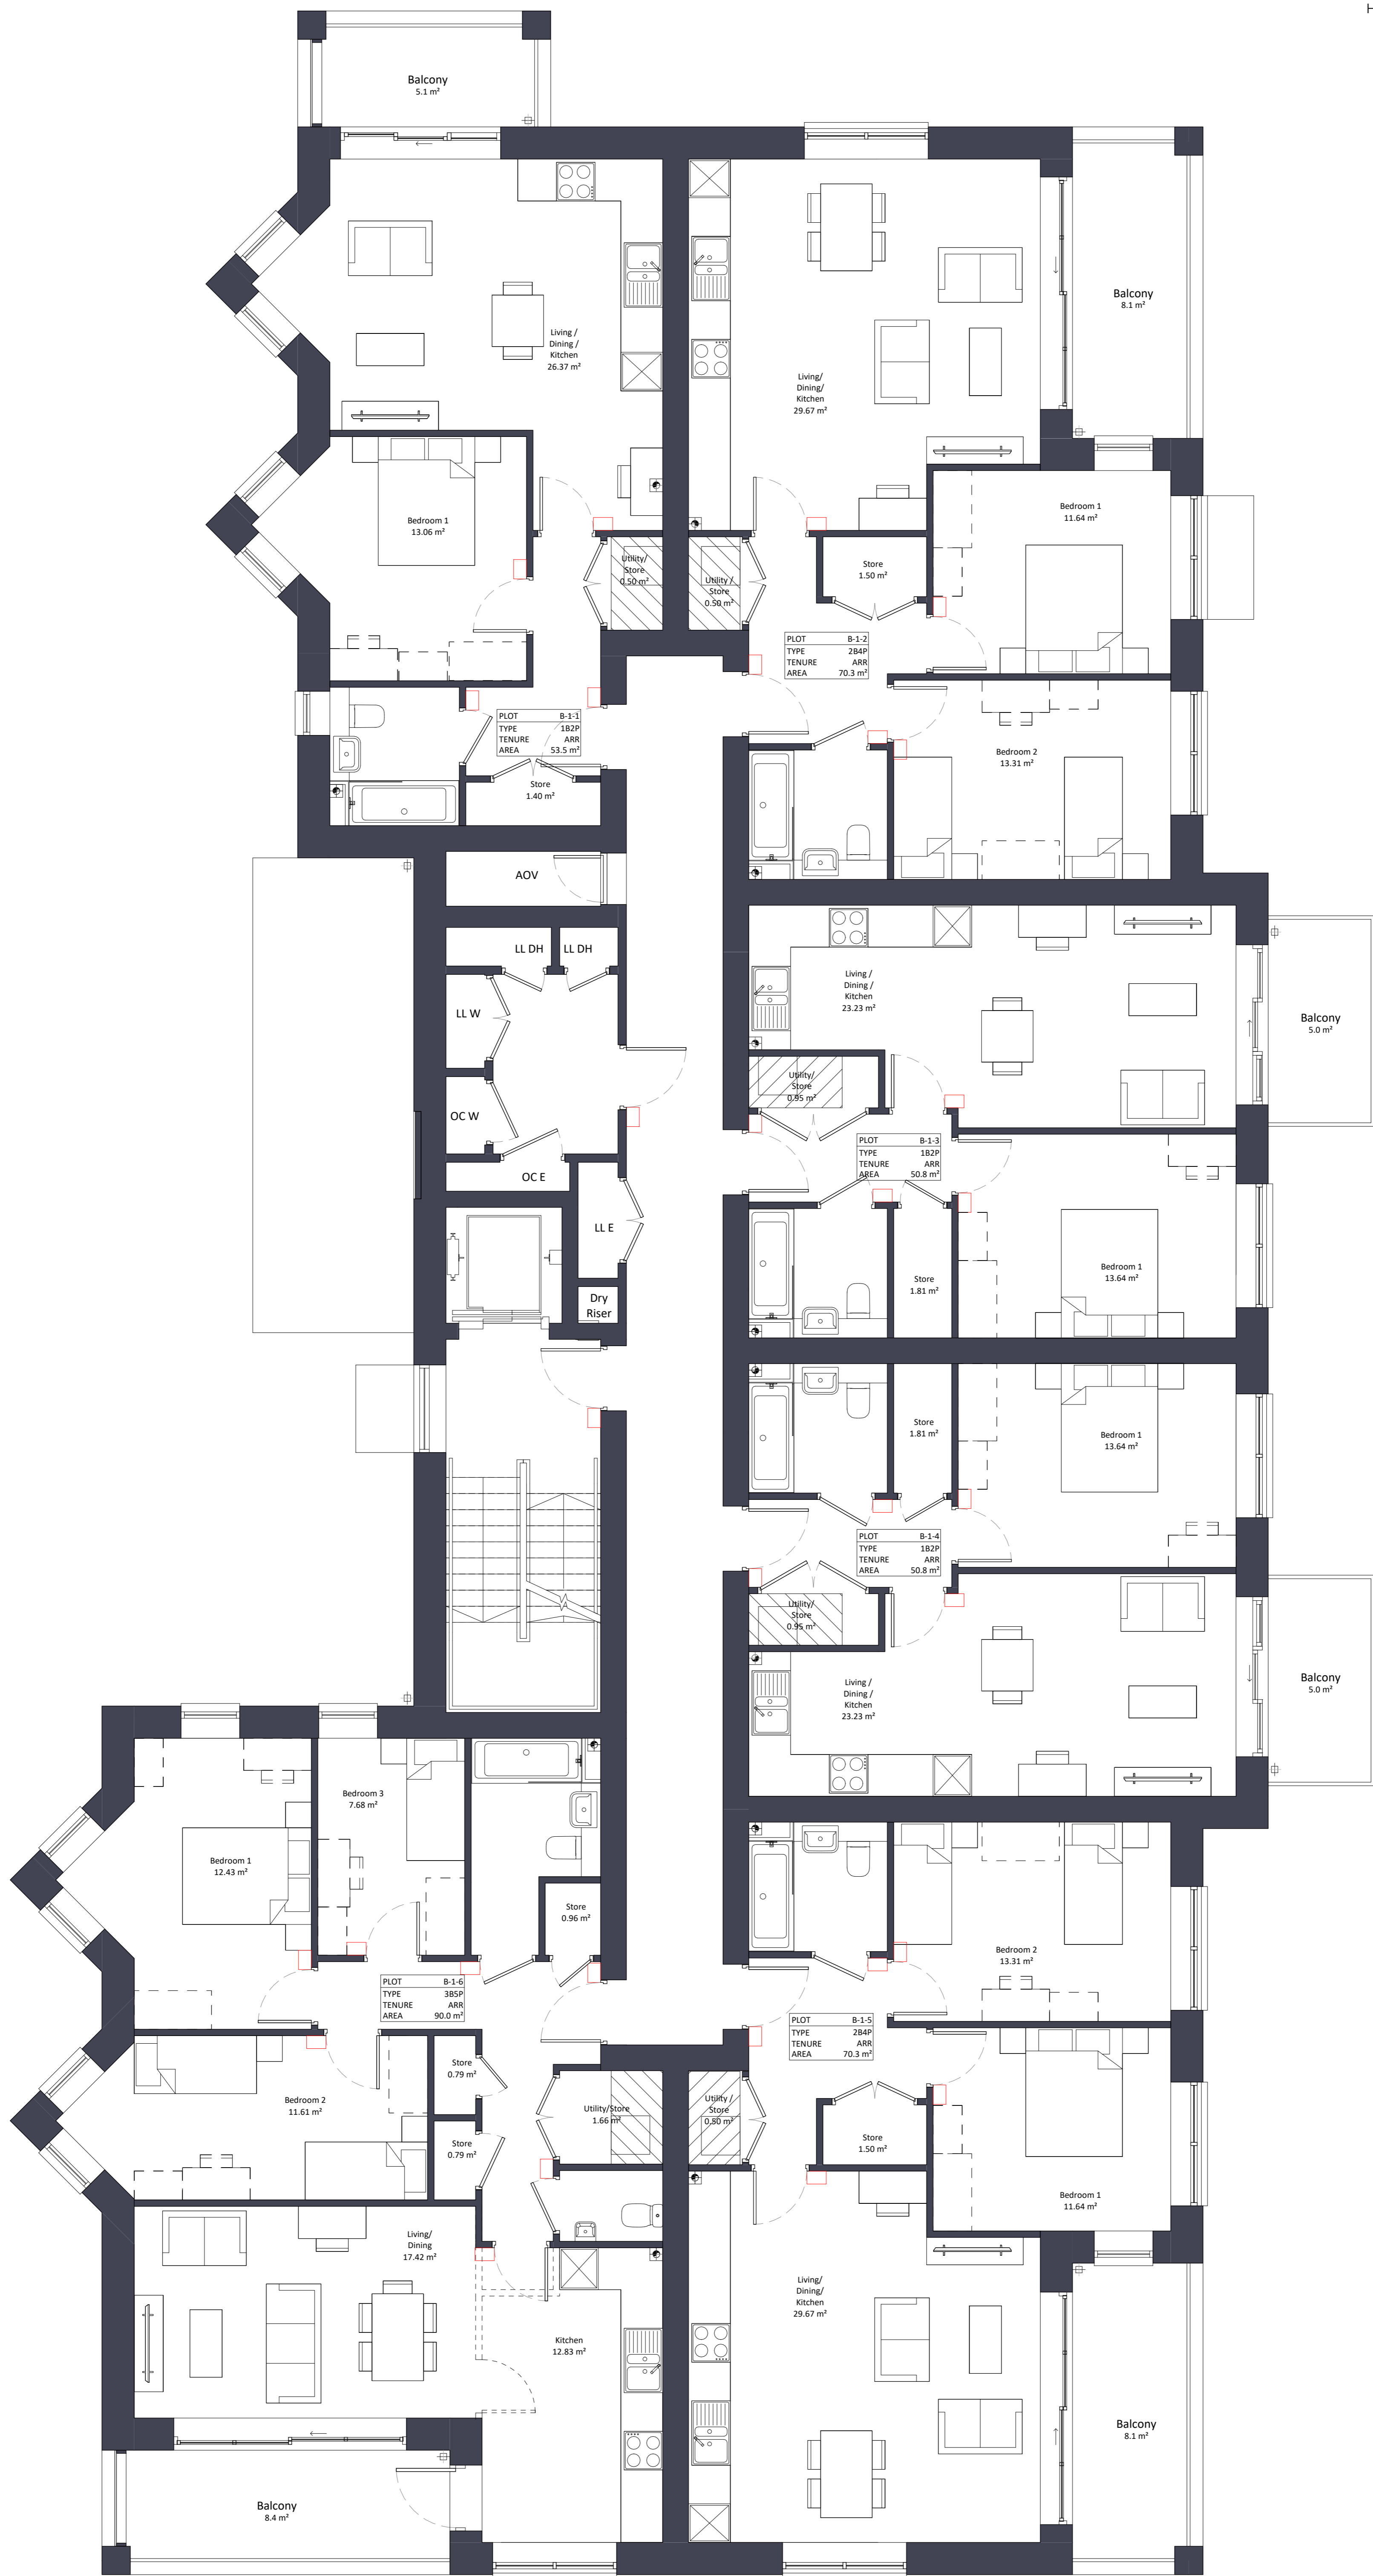 H
Balcony
5.1 m²
Living /
Dining /
Kitchen
26.37 m²
Living/
Dining/
Kitchen
29.67 m²
Balcony
8.1 m²
Bedroom 1
13.06 m²
Utility/
Store
0.50 m²
Utility /
Store
0.50 m²
Store
1.50 m²
Bedroom 1
11.64 m²
PLOT B-1-2
TYPE 2B4P
TENURE ARR
AREA 70.3 m²
PLOT B-1-1
TYPE 1B2P
TENURE ARR
AREA 53.5 m²
Store
1.40 m²
Bedroom 2
13.31 m²
AOV
LL DH
LL DH
LL W
OC W
OC E
LL E
Dry
Riser
Living /
Dining /
Kitchen
23.23 m²
Balcony
5.0 m²
Utility/
Store
0.95 m²
PLOT B-1-3
TYPE 1B2P
TENURE ARR
AREA 50.8 m²
Store
1.81 m²
Bedroom 1
13.64 m²
Store
1.81 m²
Bedroom 1
13.64 m²
PLOT B-1-4
TYPE 1B2P
TENURE ARR
AREA 50.8 m²
Utility/
Store
0.95 m²
Living /
Dining /
Kitchen
23.23 m²
Balcony
5.0 m²
Bedroom 3
7.68 m²
Bedroom 1
12.43 m²
Store
0.96 m²
Bedroom 2
13.31 m²
PLOT B-1-6
TYPE 3B5P
TENURE ARR
AREA 90.0 m²
PLOT B-1-5
TYPE 2B4P
TENURE ARR
AREA 70.3 m²
Store
0.79 m²
Bedroom 2
11.61 m²
Utility/Store
1.66 m²
Utility /
Store
0.50 m²
Store
0.79 m²
Store
1.50 m²
Bedroom 1
11.64 m²
Living/
Dining
17.42 m²
Living/
Dining/
Kitchen
29.67 m²
Kitchen
12.83 m²
Balcony
8.1 m²
Balcony
8.4 m²